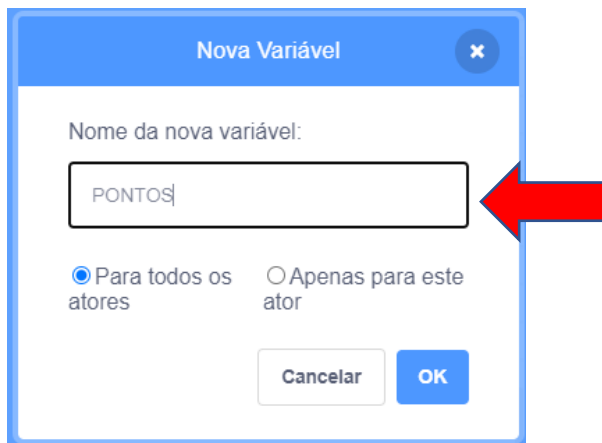 Nova Variável
Nome da nova variável:
PONTOS
Para todos os atores
Apenas para este ator
Cancelar
OK